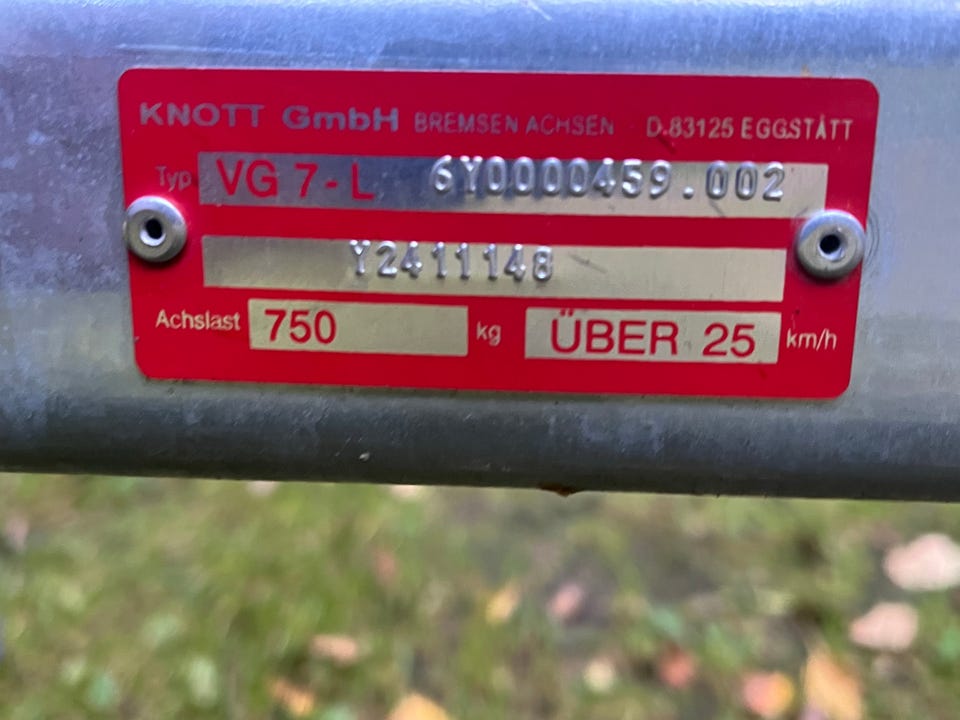 KNOTT GmbH BREMSEN ACHSEN D.83125 EGGSTÄTT
Typ VG 7-L 6Y0000459.002
Y2411148
Achslast 750 kg ÜBER 25 km/h